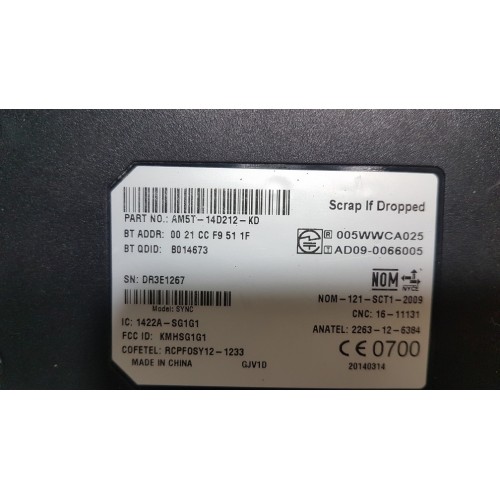 Scrap If Dropped
PART NO.: AM5T-14D212-KD
BT ADDR: 00 21 CC F9 51 1F
BT QDID: B014673
R 005WWCA025
T AD09-0066005
SN: DR3E1267
NOM
NYCE
Model: SYNC
NOM-121-SCT1-2009
CNC: 16-11131
IC: 1422A-SG1G1
ANATEL: 2263-12-6384
FCC ID: KMHSG1G1
COFETEL: RCPFOSY12-1233
CE 0700
MADE IN CHINA
GJV1D
20140314